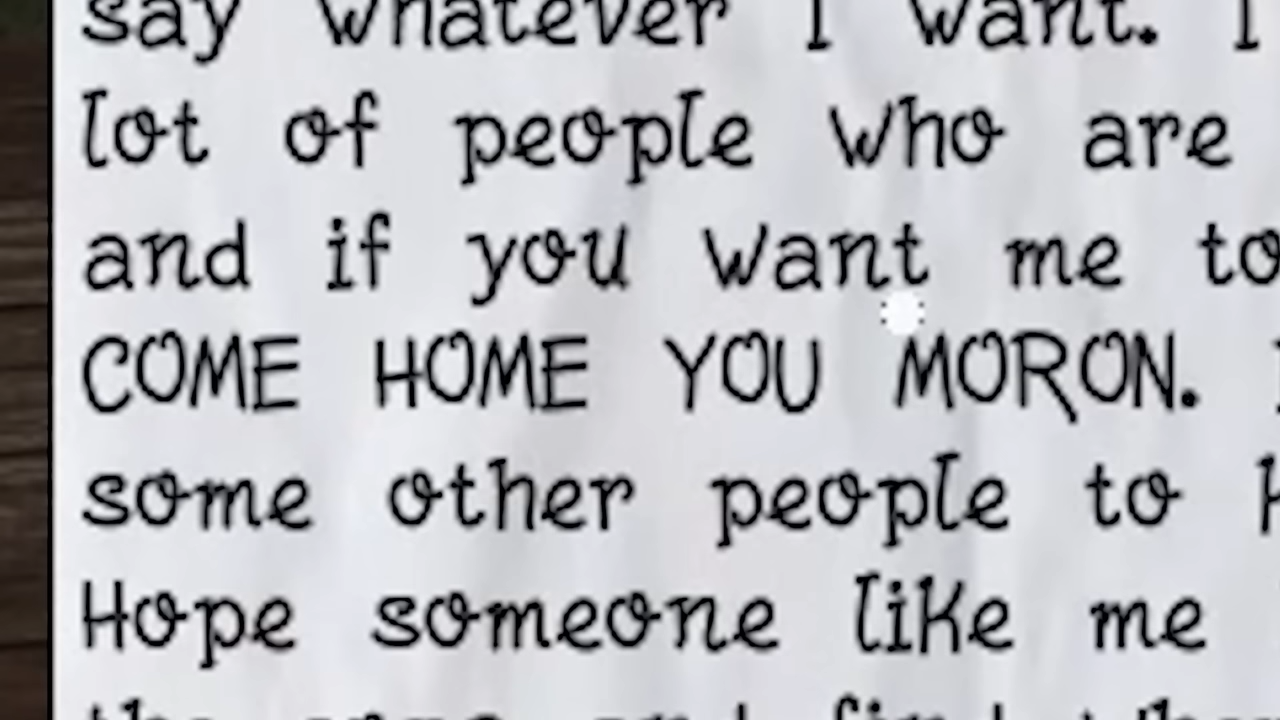 say whatever I want. I
lot of people who are
and if you want me to
COME HOME YOU MORON.
some other people to
Hope someone like me